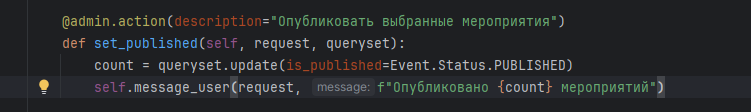 @admin.action(description="Опубликовать выбранные мероприятия")
def set_published(self, request, queryset):
count = queryset.update(is_published=Event.Status.PUBLISHED)
self.message_user(request, message: f"Опубликовано {count} мероприятий")